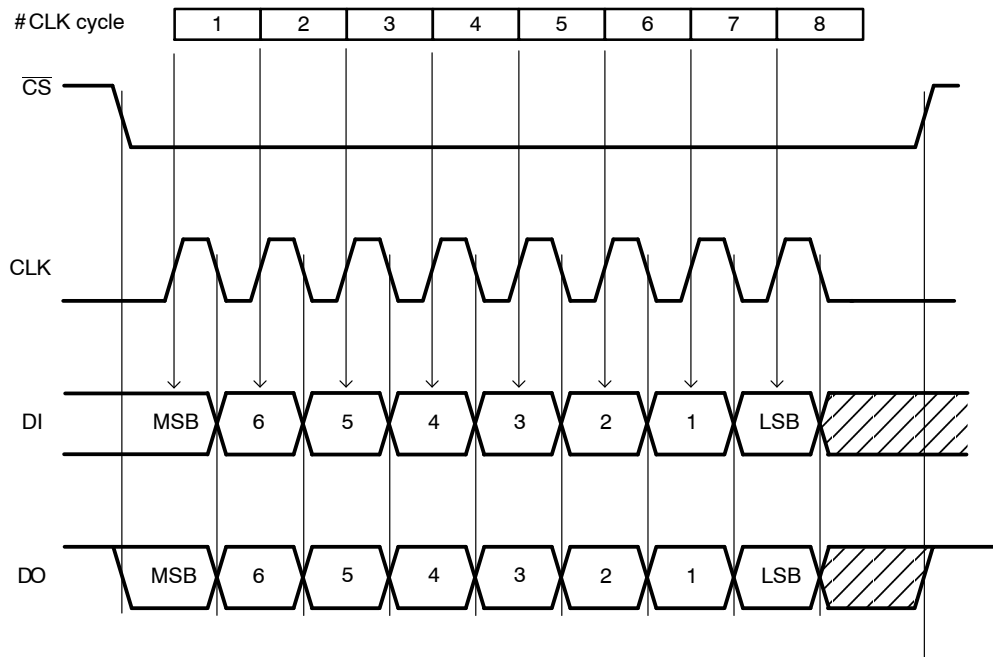 # CLK cycle 1 2 3 4 5 6 7 8
CS
CLK
DI MSB 6 5 4 3 2 1 LSB
DO MSB 6 5 4 3 2 1 LSB